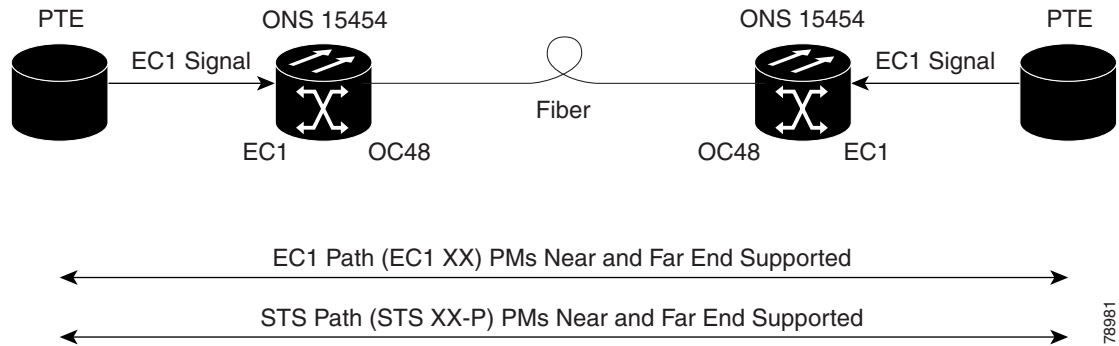 PTE
ONS 15454
ONS 15454
PTE
EC1 Signal
EC1 Signal
Fiber
EC1
OC48
OC48
EC1
EC1 Path (EC1 XX) PMs Near and Far End Supported
STS Path (STS XX-P) PMs Near and Far End Supported
78981